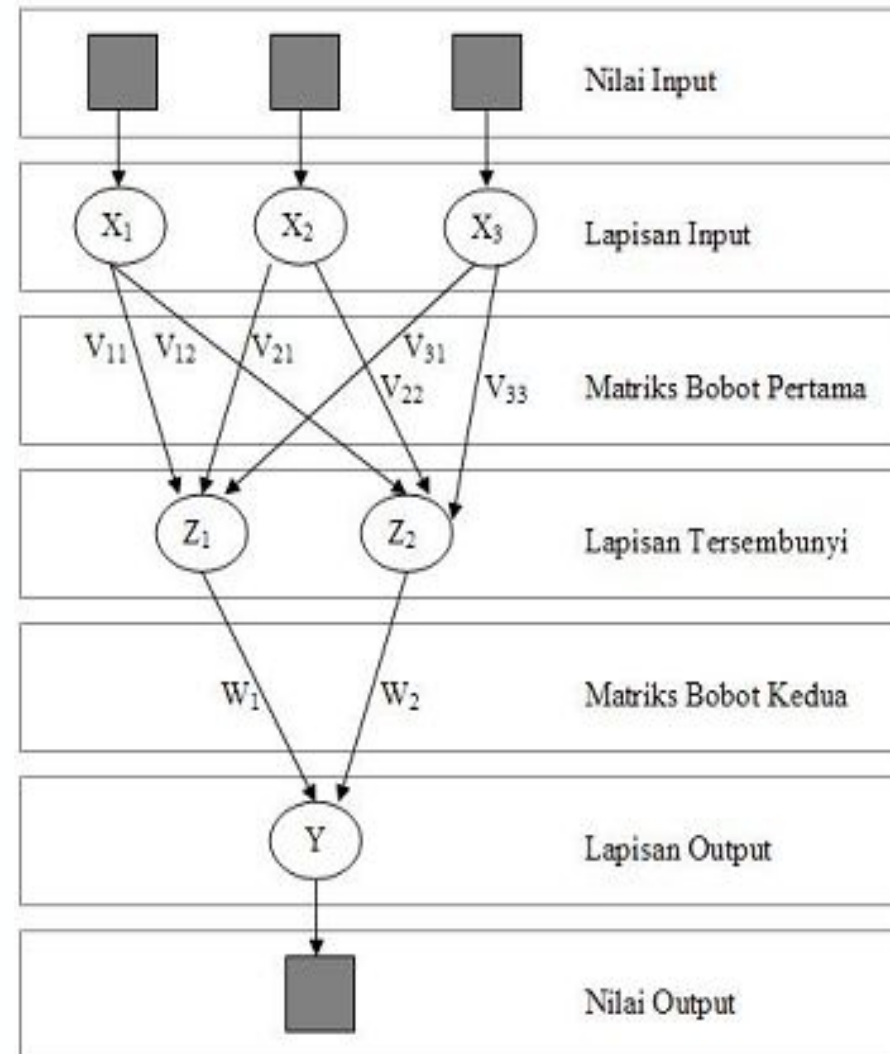 Nilai Input
X₁ X₂ X₃
Lapisan Input
V₁₁ V₁₂ V₂₁ V₃₁
V₂₂ V₃₃
Matriks Bobot Pertama
Z₁ Z₂
Lapisan Tersembunyi
W₁ W₂
Matriks Bobot Kedua
Y
Lapisan Output
Nilai Output